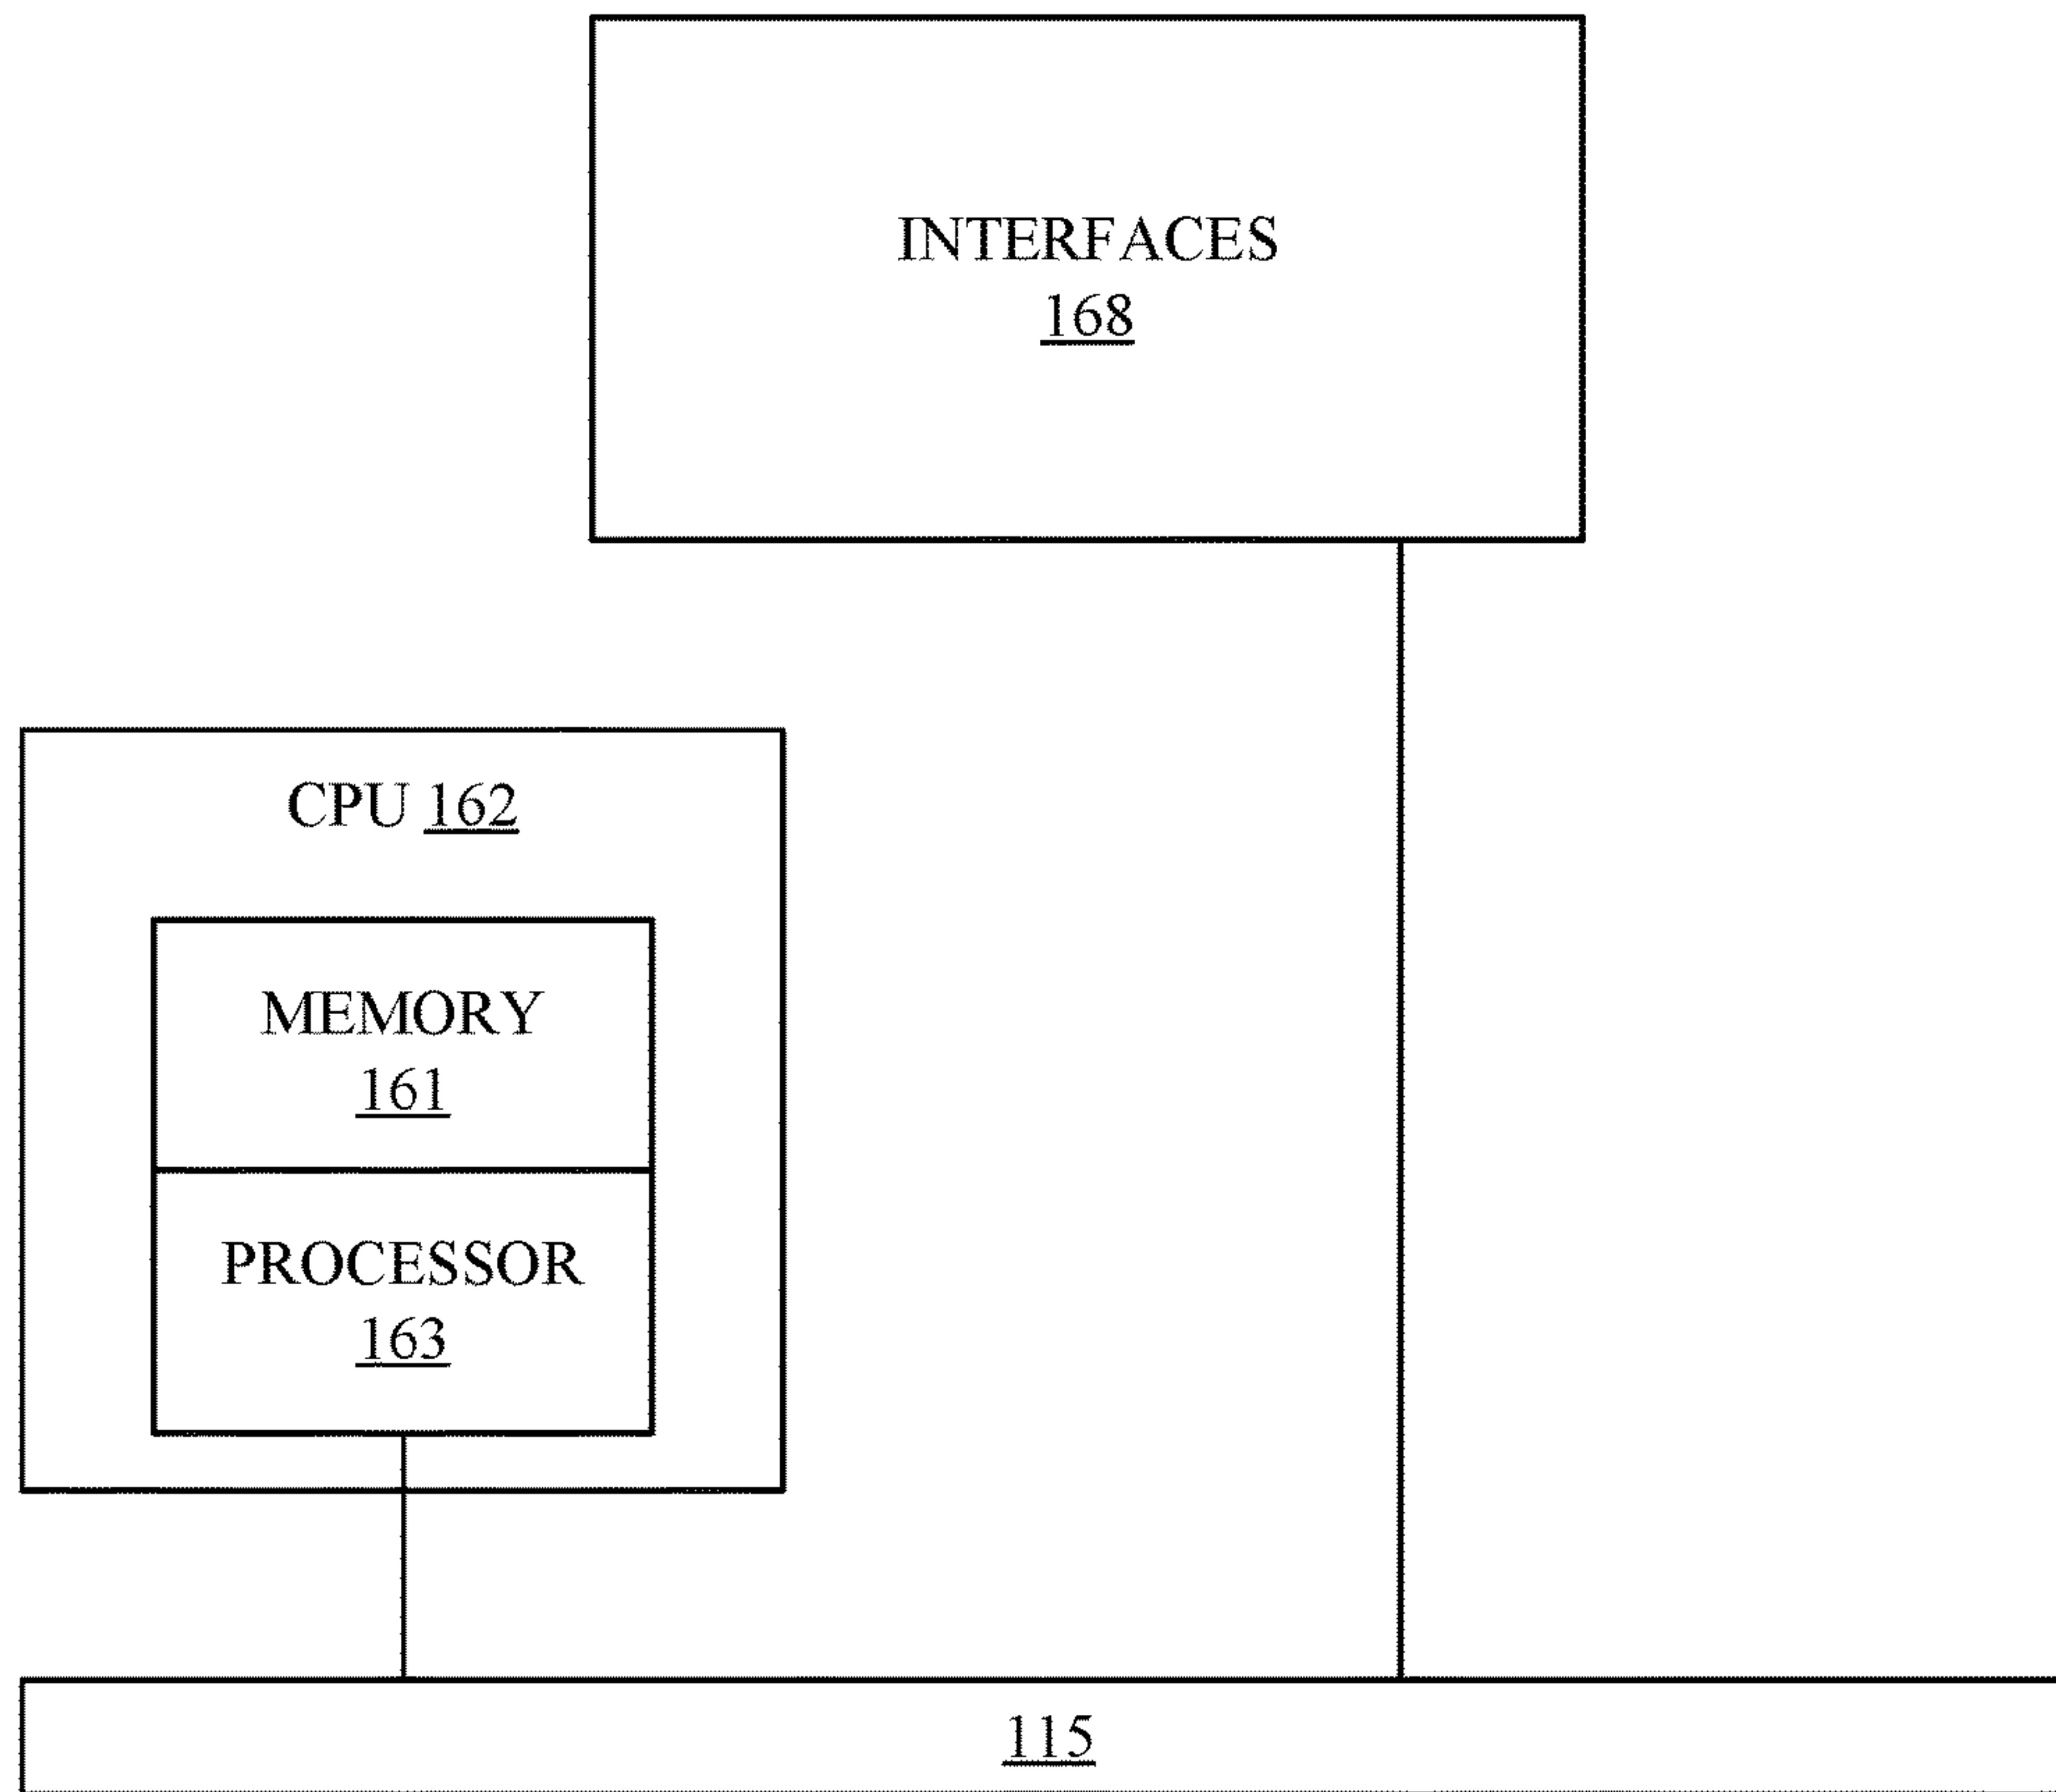 INTERFACES
168
CPU 162
MEMORY
161
PROCESSOR
163
115